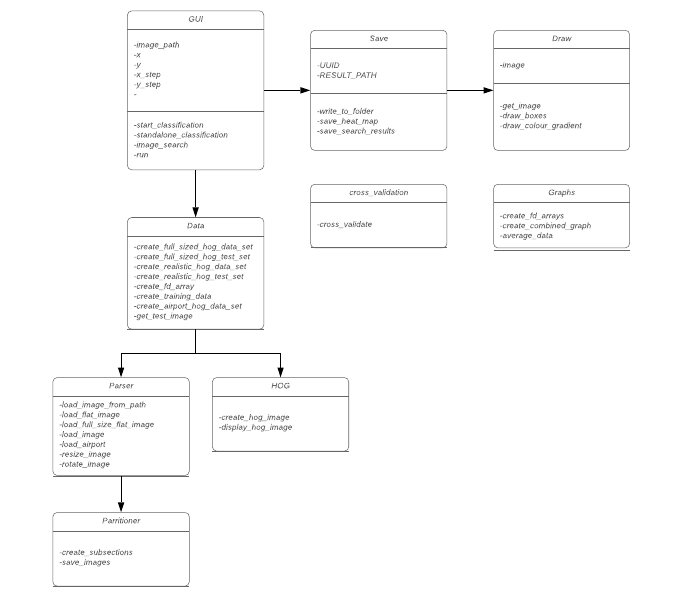 GUI
-image_path
-x
-y
-x_step
-y_step
-
-start_classification
-standalone_classification
-image_search
-run
Save
-UUID
-RESULT_PATH
-write_to_folder
-save_heat_map
-save_search_results
Draw
-image
-get_image
-draw_boxes
-draw_colour_gradient
cross_validation
-cross_validate
Graphs
-create_fd_arrays
-create_combined_graph
-average_data
Data
-create_full_sized_hog_data_set
-create_full_sized_hog_test_set
-create_realistic_hog_data_set
-create_realistic_hog_test_set
-create_fd_array
-create_training_data
-create_airport_hog_data_set
-get_test_image
Parser
-load_image_from_path
-load_flat_image
-load_full_size_flat_image
-load_image
-load_airport
-resize_image
-rotate_image
HOG
-create_hog_image
-display_hog_image
Parritioner
-create_subsections
-save_images